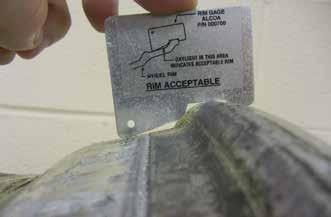 RIM GAGE
ALCOA
P/N 000700
DAYLIGHT IN THIS AREA
INDICATES ACCEPTABLE RIM
WHEEL RIM
RIM ACCEPTABLE